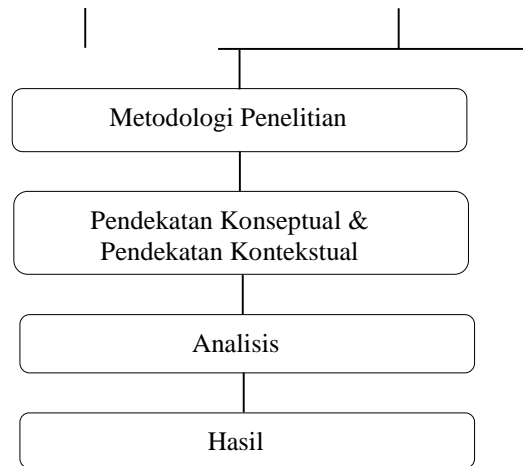 Metodologi Penelitian
Pendekatan Konseptual &
Pendekatan Kontekstual
Analisis
Hasil